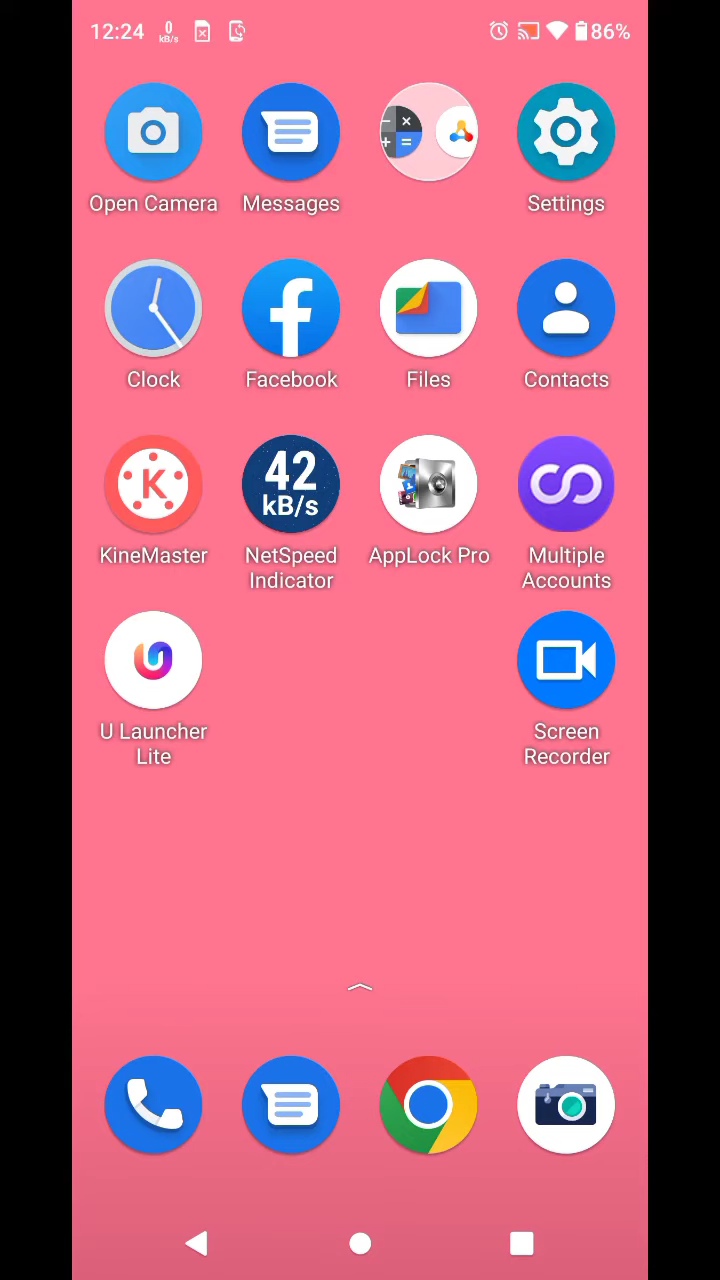 12:24 0 kB/s 86%
Open Camera Messages Settings
Clock Facebook Files Contacts
42
kB/s
KineMaster NetSpeed AppLock Pro Multiple
Indicator Accounts
U Launcher Screen
Lite Recorder